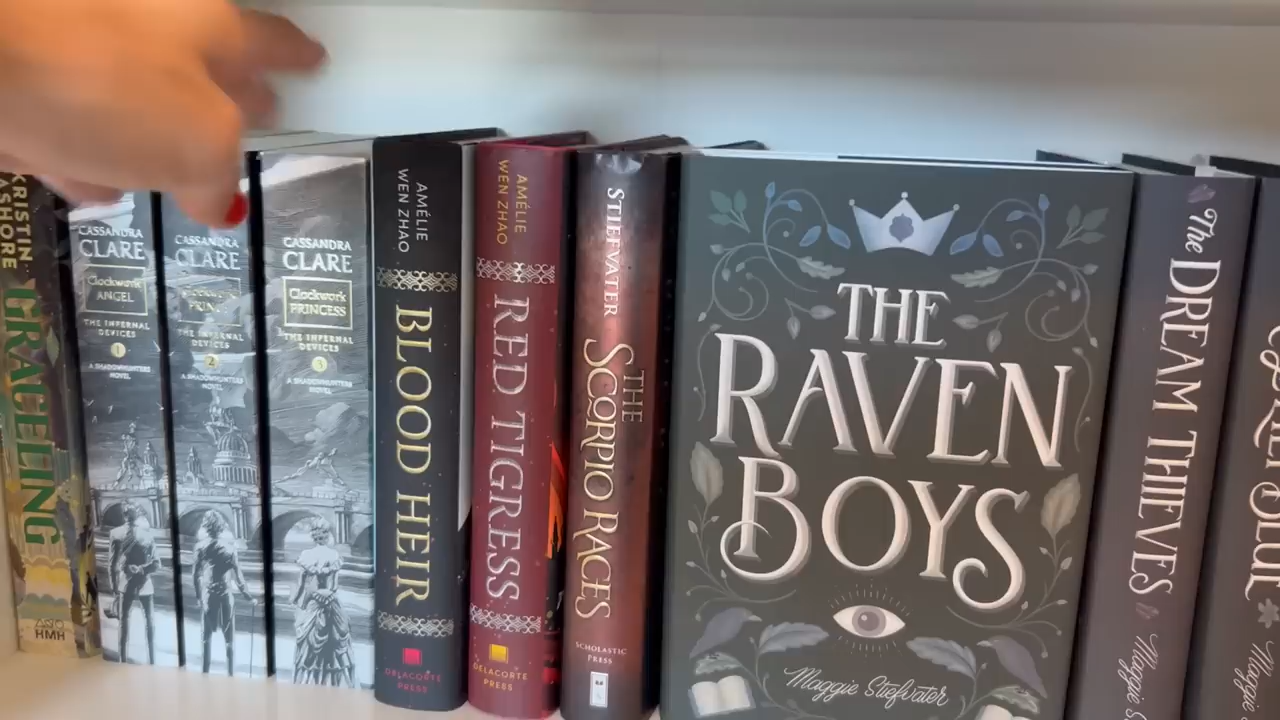 KRISTIN
CASHORE
GRACELING
HMH
CASSANDRA
CLARE
Clockwork
ANGEL
THE INFERNAL
DEVICES
1
A SHADOWHUNTERS
NOVEL
CASSANDRA
CLARE
THE INFERNAL
DEVICES
2
A SHADOWHUNTERS
NOVEL
CASSANDRA
CLARE
Clockwork
PRINCESS
THE INFERNAL
DEVICES
3
A SHADOWHUNTERS
NOVEL
AMÉLIE
WEN ZHAO
BLOOD HEIR
DELACORTE
PRESS
AMÉLIE
WEN ZHAO
RED TIGRESS
DELACORTE
PRESS
STIEFVATER
THE
SCORPIO RACES
SCHOLASTIC
PRESS
THE
RAVEN
BOYS
Maggie Stiefvater
The DREAM THIEVES
Maggie S
Maggie